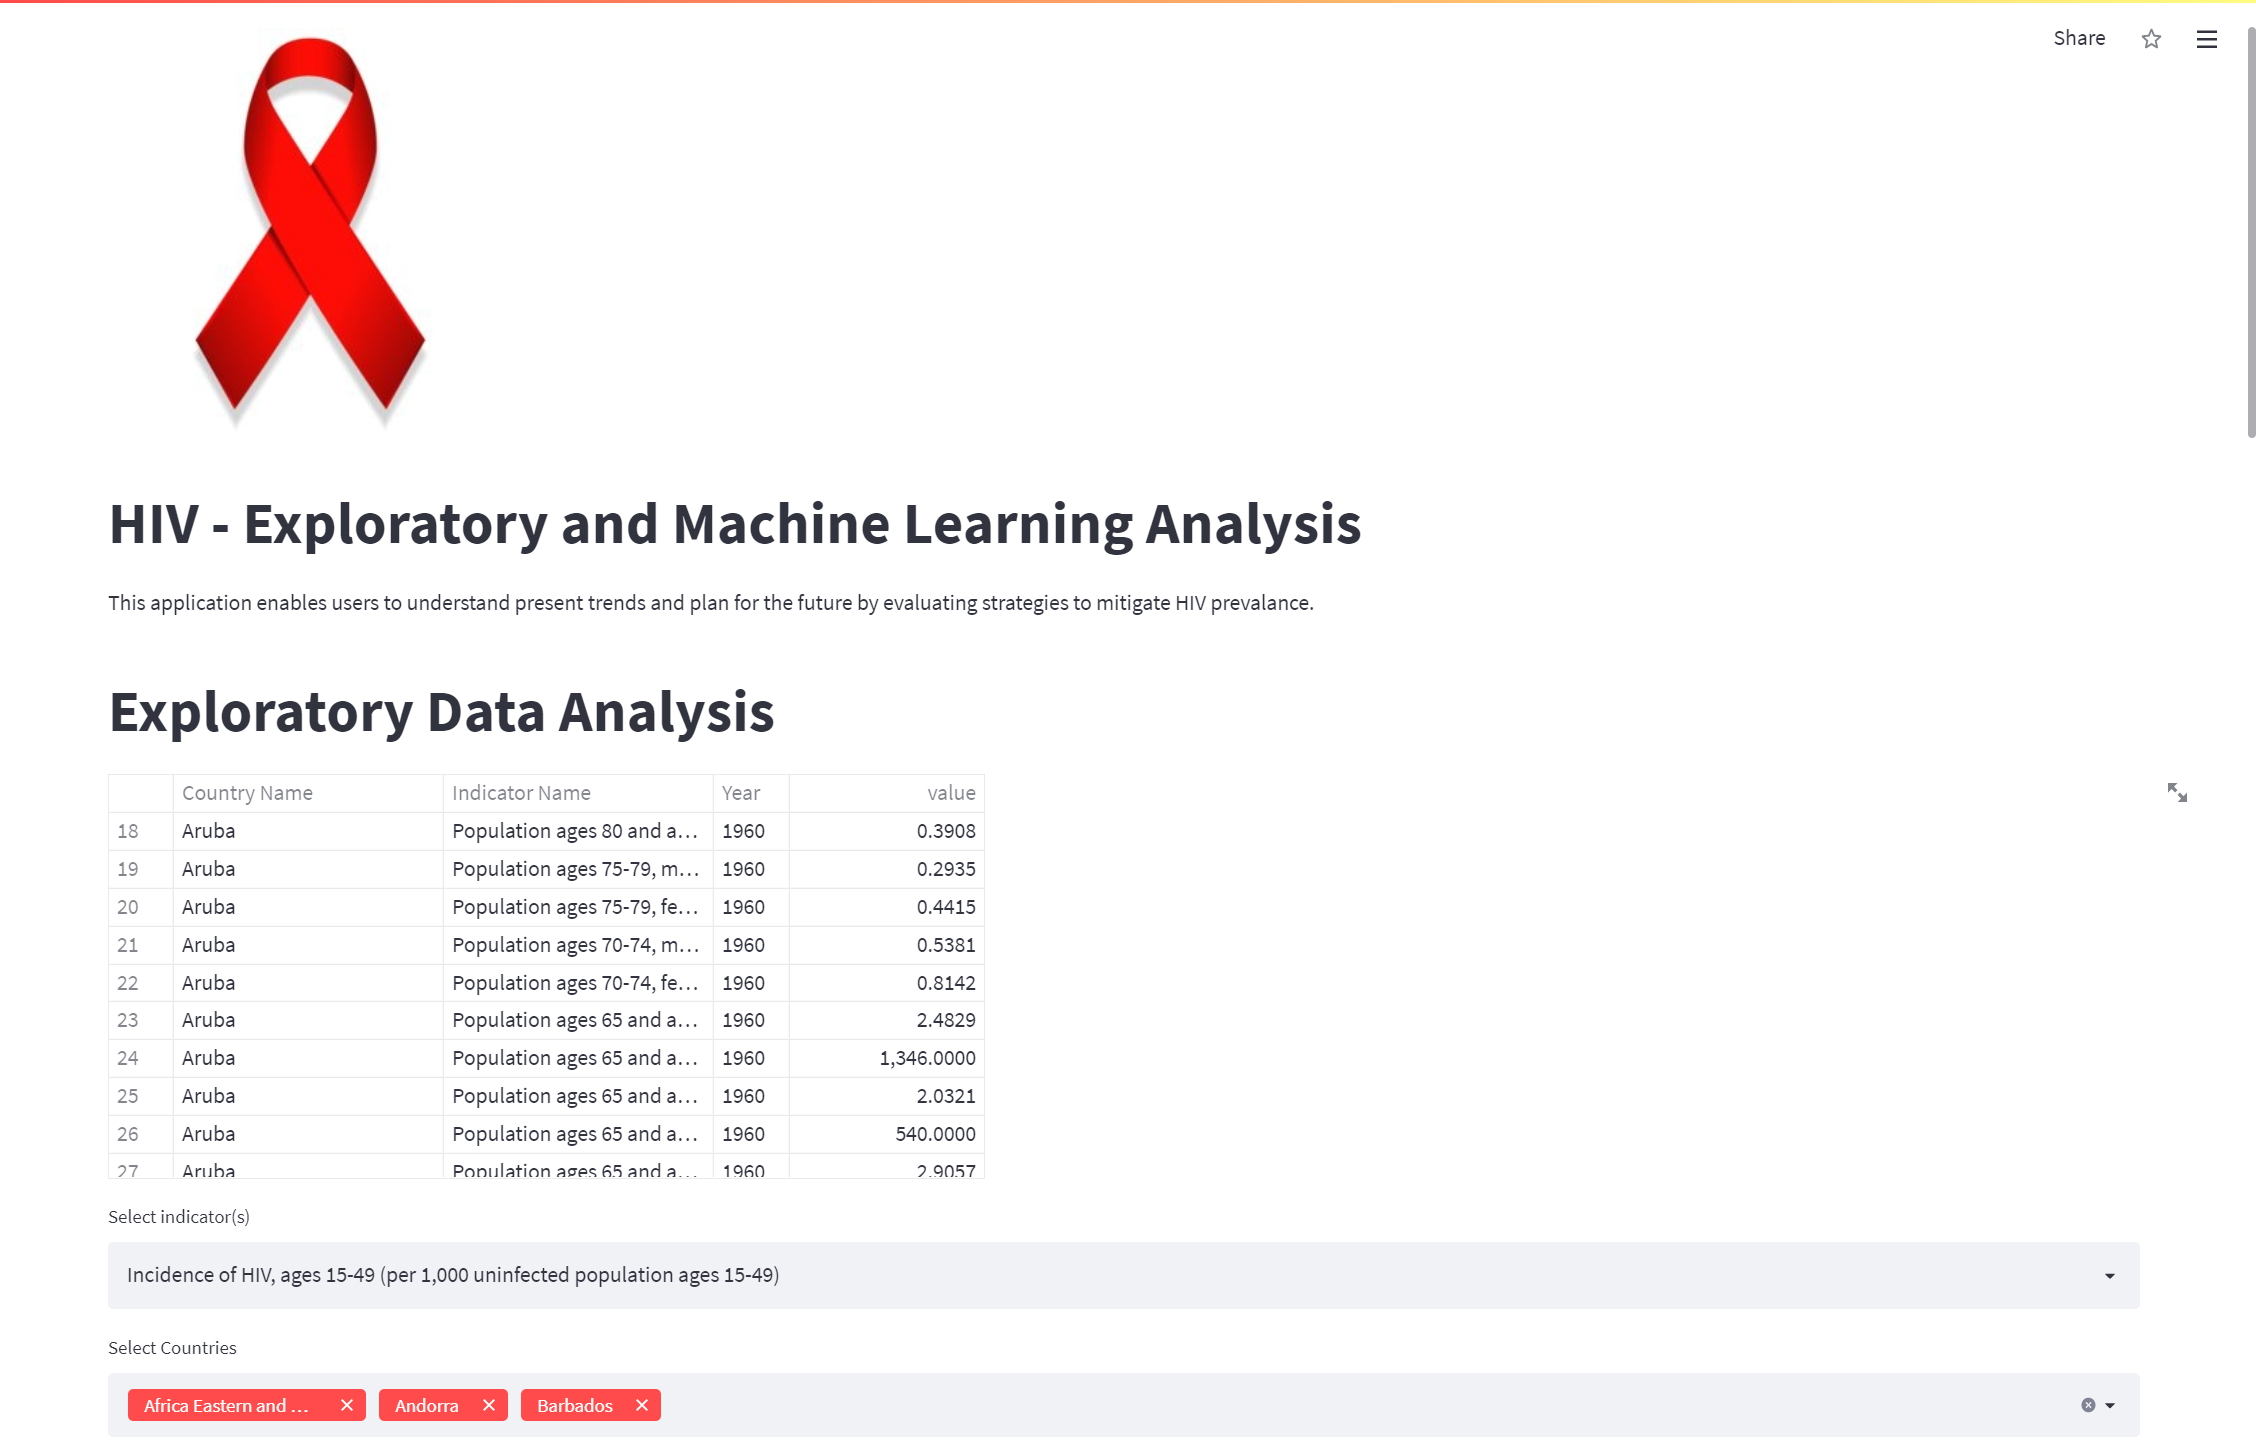 Share
HIV - Exploratory and Machine Learning Analysis
This application enables users to understand present trends and plan for the future by evaluating strategies to mitigate HIV prevalance.
Exploratory Data Analysis
Country Name Indicator Name Year value
18 Aruba Population ages 80 and a... 1960 0.3908
19 Aruba Population ages 75-79, m... 1960 0.2935
20 Aruba Population ages 75-79, fe... 1960 0.4415
21 Aruba Population ages 70-74, m... 1960 0.5381
22 Aruba Population ages 70-74, fe... 1960 0.8142
23 Aruba Population ages 65 and a... 1960 2.4829
24 Aruba Population ages 65 and a... 1960 1,346.0000
25 Aruba Population ages 65 and a... 1960 2.0321
26 Aruba Population ages 65 and a... 1960 540.0000
27 Aruba Population ages 65 and a... 1960 2.9057
Select indicator(s)
Incidence of HIV, ages 15-49 (per 1,000 uninfected population ages 15-49)
Select Countries
Africa Eastern and ... Andorra Barbados